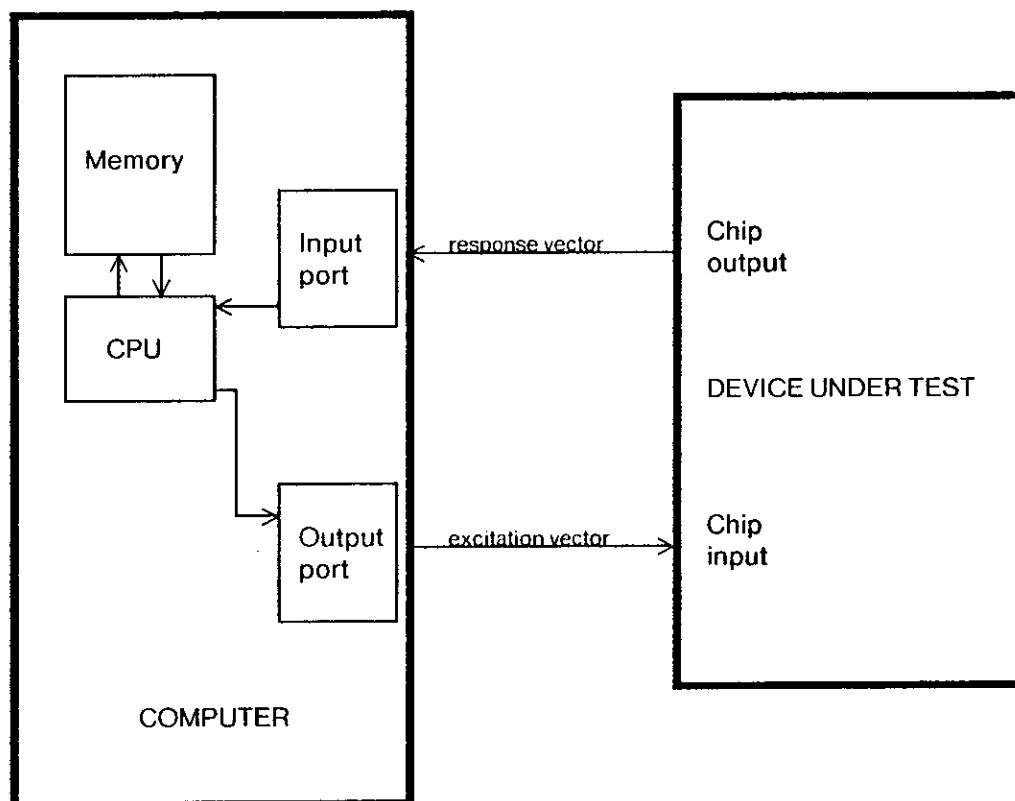 Memory
Input
port
response vector
Chip
output
CPU
DEVICE UNDER TEST
Output
port
excitation vector
Chip
input
COMPUTER